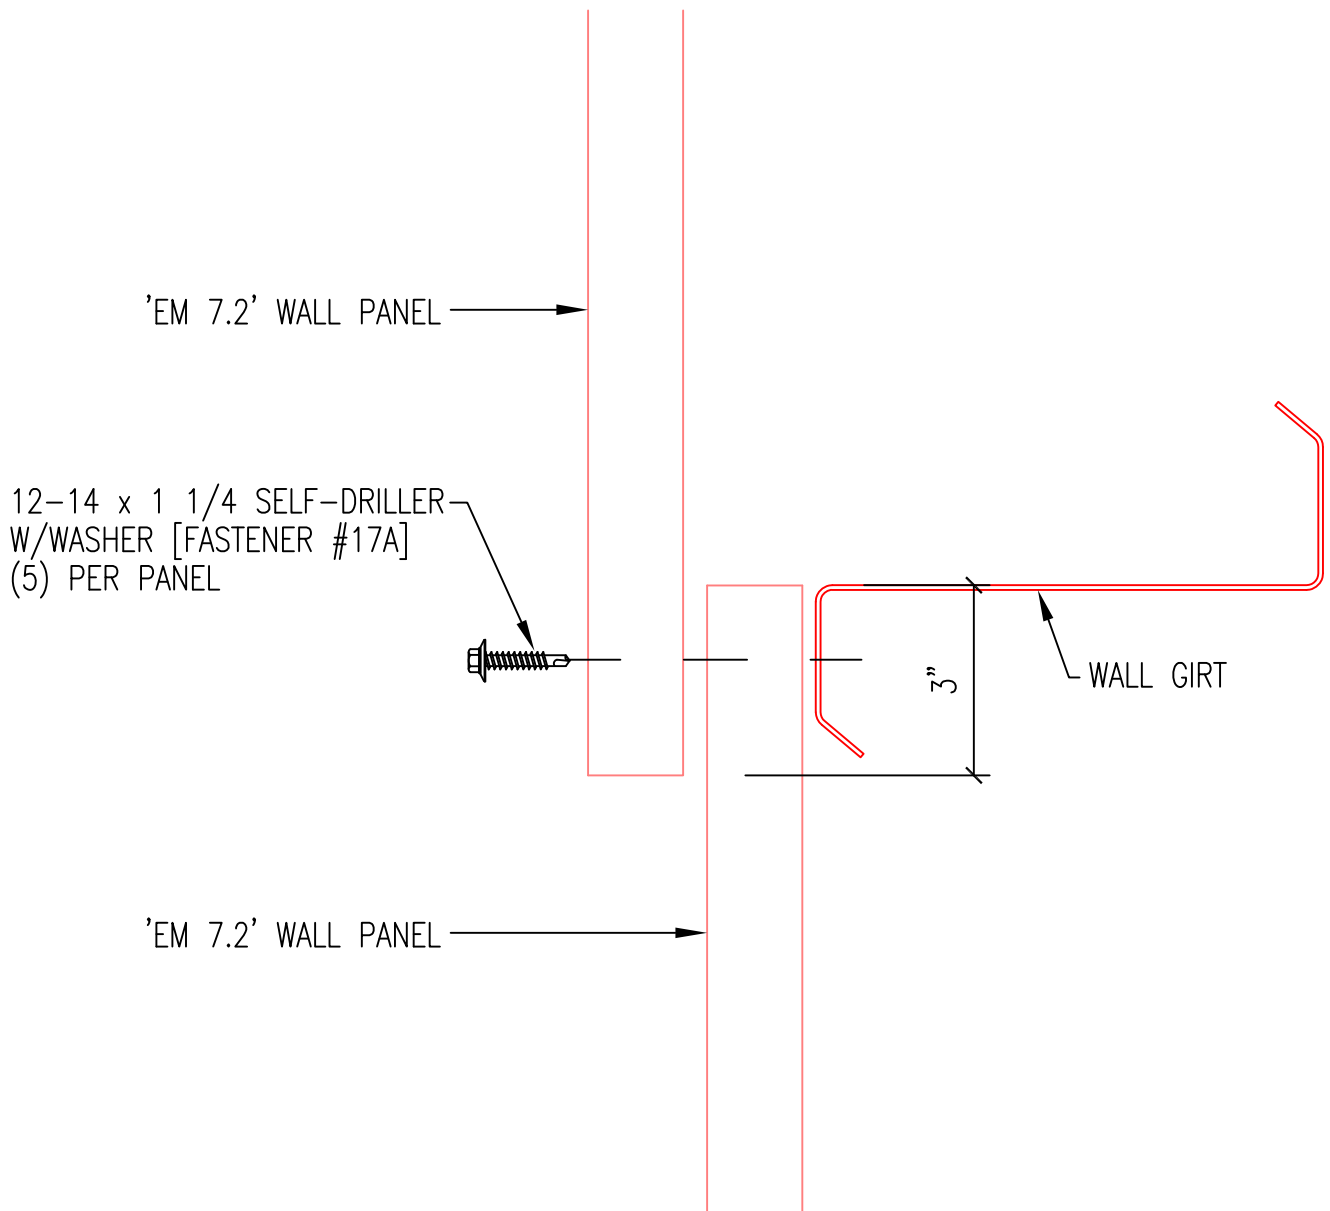 'EM 7.2' WALL PANEL
12-14 x 1 1/4 SELF-DRILLER
W/WASHER [FASTENER #17A]
(5) PER PANEL
3"
WALL GIRT
'EM 7.2' WALL PANEL